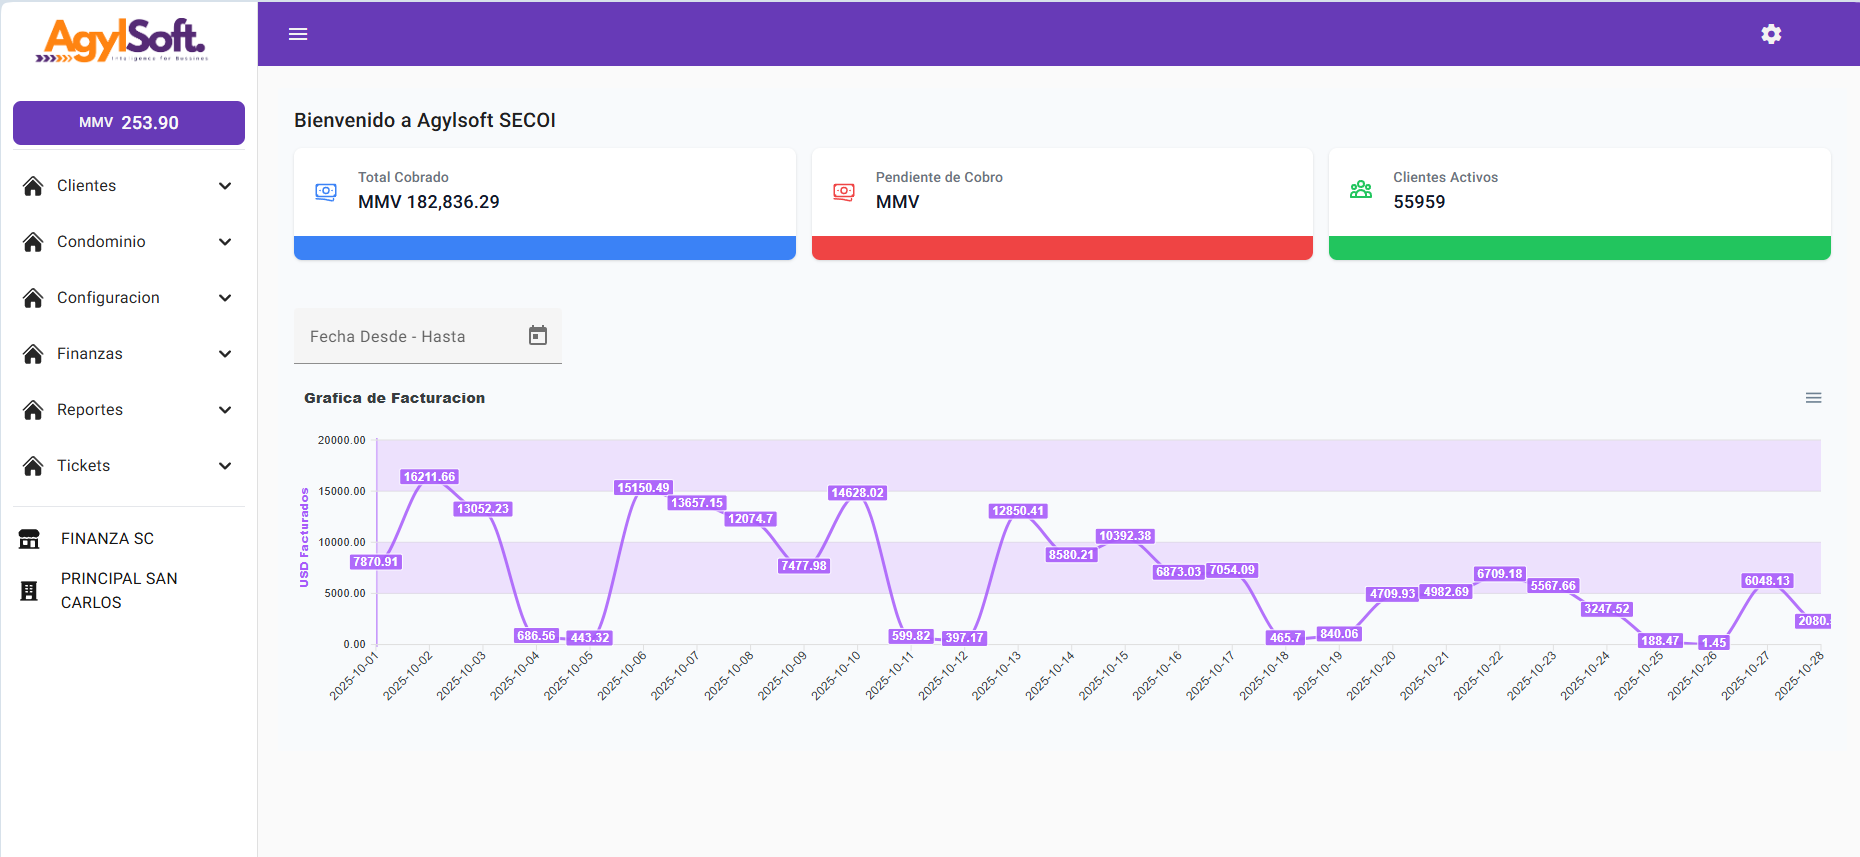 AgylSoft.
Intelligence for Bussines
MMV 253.90
Clientes
Condominio
Configuracion
Finanzas
Reportes
Tickets
FINANZA SC
PRINCIPAL SAN
CARLOS
Bienvenido a Agylsoft SECOI
Total Cobrado
MMV 182,836.29
Pendiente de Cobro
MMV
Clientes Activos
55959
Fecha Desde - Hasta
Grafica de Facturacion
USD Facturados
20000.00
15000.00
10000.00
5000.00
0.00
7870.91
16211.66
13052.23
686.56
443.32
15150.49
13657.15
12074.7
7477.98
14628.02
599.82
397.17
12850.41
8580.21
10392.38
6873.03
7054.09
465.7
840.06
4709.93
4982.69
6709.18
5567.66
3247.52
188.47
1.45
6048.13
2080.
2025-10-01
2025-10-02
2025-10-03
2025-10-04
2025-10-05
2025-10-06
2025-10-07
2025-10-08
2025-10-09
2025-10-10
2025-10-11
2025-10-12
2025-10-13
2025-10-14
2025-10-15
2025-10-16
2025-10-17
2025-10-18
2025-10-19
2025-10-20
2025-10-21
2025-10-22
2025-10-23
2025-10-24
2025-10-25
2025-10-26
2025-10-27
2025-10-28